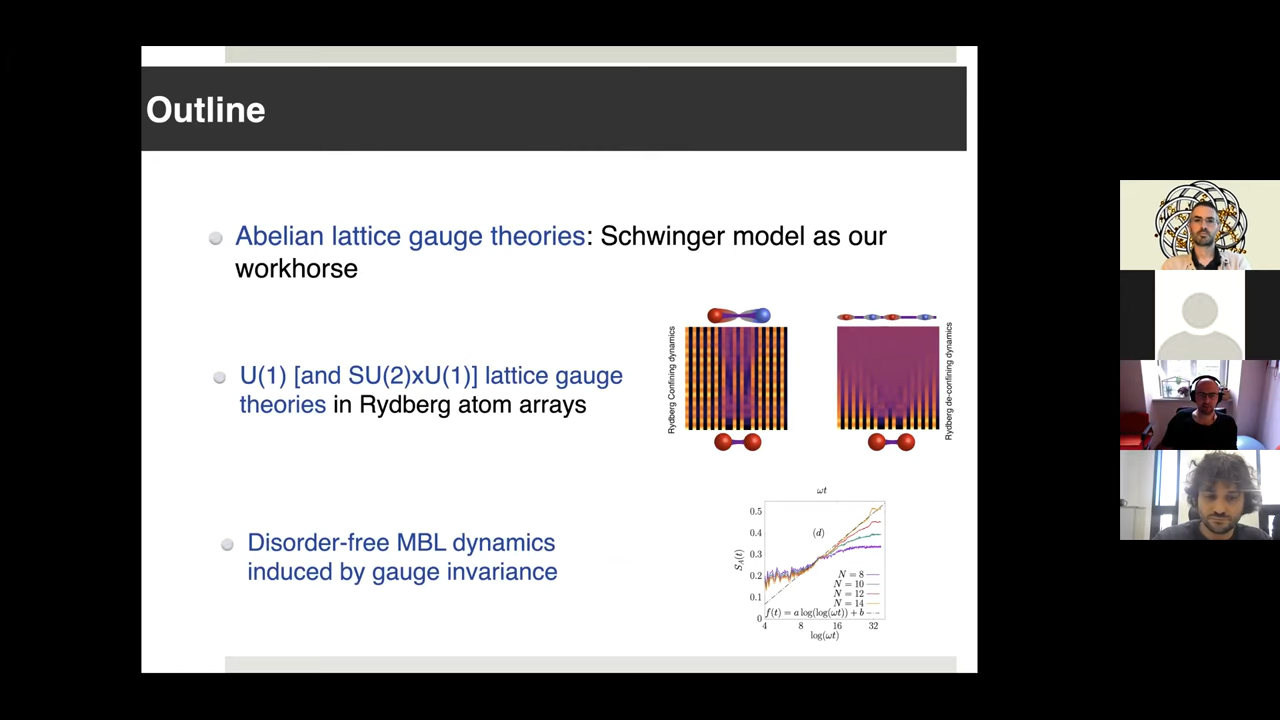 Outline
Abelian lattice gauge theories: Schwinger model as our
workhorse
U(1) [and SU(2)xU(1)] lattice gauge
theories in Rydberg atom arrays
Rydberg Confining dynamics
Rydberg de-confining dynamics
Disorder-free MBL dynamics
induced by gauge invariance
ωt
0.5
0.4
0.3
0.2
0.1
0
S_A(t)
(d)
N = 8
N = 10
N = 12
N = 14
f(t) = a log(log(ωt)) + b
4 8 16 32
log(ωt)